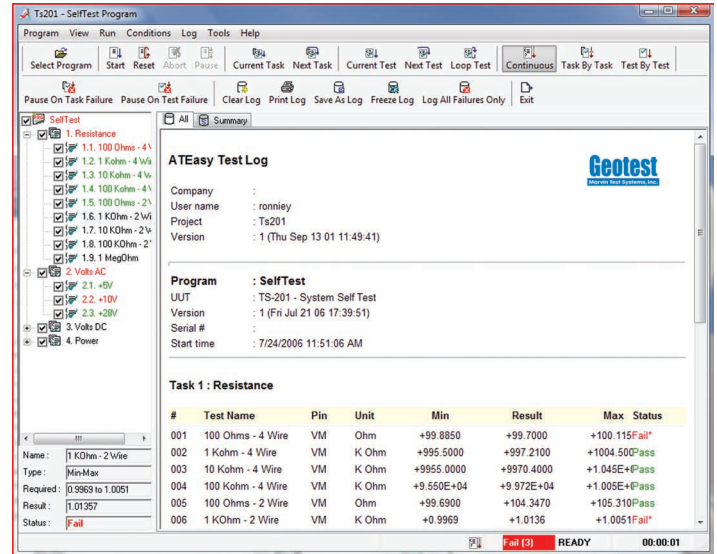 Ts201 - SelfTest Program
Program View Run Conditions Log Tools Help
Select Program Start Reset Abort Pause Current Task Next Task Current Test Next Test Loop Test Continuous Task By Task Test By Test
Pause On Task Failure Pause On Test Failure Clear Log Print Log Save As Log Freeze Log Log All Failures Only Exit
SelfTest
1. Resistance
1.1. 100 Ohms - 4 \
1.2. 1 Kohm - 4 Wi
1.3. 10 Kohm - 4 W
1.4. 100 Kohm - 4 \
1.5. 100 Ohms - 2 \
1.6. 1 KOhm - 2 Wi
1.7. 10 KOhm - 2 W
1.8. 100 KOhm - 2 '
1.9. 1 MegOhm
2. Volts AC
2.1. +5V
2.2. +10V
2.3. +28V
3. Volts DC
4. Power
Name : 1 KOhm - 2 Wire
Type : Min-Max
Required : 0.9969 to 1.0051
Result : 1.01357
Status : Fail
All Summary
ATEasy Test Log
Geotest
Marvin Test Systems, Inc.
Company :
User name : ronniey
Project : Ts201
Version : 1 (Thu Sep 13 01 11:49:41)
Program : SelfTest
UUT : TS-201 - System Self Test
Version : 1 (Fri Jul 21 06 17:39:51)
Serial # :
Start time : 7/24/2006 11:51:06 AM
Task 1 : Resistance
# Test Name Pin Unit Min Result Max Status
001 100 Ohms - 4 Wire VM Ohm +99.8850 +99.7000 +100.115Fail*
002 1 Kohm - 4 Wire VM K Ohm +995.5000 +997.2100 +1004.500Pass
003 10 Kohm - 4 Wire VM K Ohm +9955.0000 +9970.4000 +1.045E+Pass
004 100 Kohm - 4 Wire VM K Ohm +9.550E+04 +9.972E+04 +1.005E+Pass
005 100 Ohms - 2 Wire VM Ohm +99.6900 +104.3470 +105.310Pass
006 1 KOhm - 2 Wire VM K Ohm +0.9969 +1.0136 +1.0051Fail*
Fail (3) READY 00:00:01